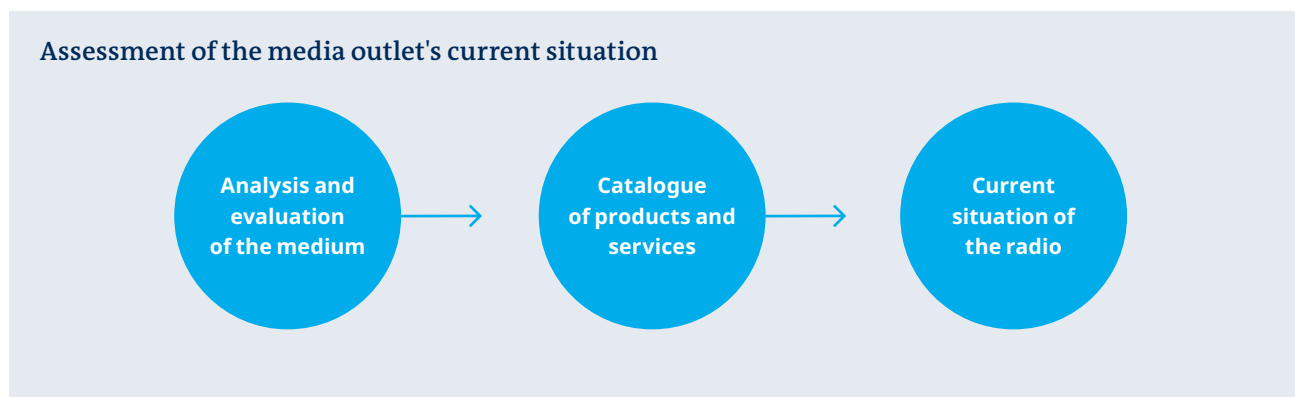 Assessment of the media outlet's current situation
Analysis and
evaluation
of the medium
Catalogue
of products and
services
Current
situation of
the radio